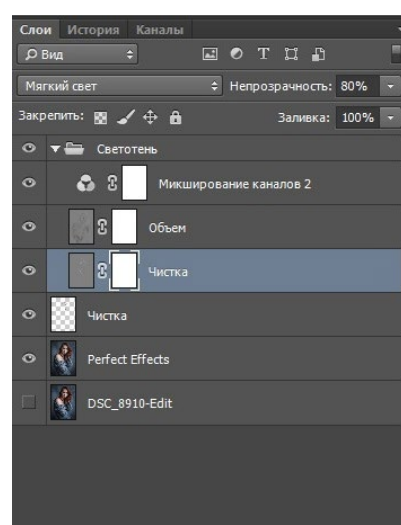 Слои История Каналы
Вид
Мягкий свет Непрозрачность: 80%
Закрепить: Заливка: 100%
Светотень
Микширование каналов 2
Объем
Чистка
Чистка
Perfect Effects
DSC_8910-Edit